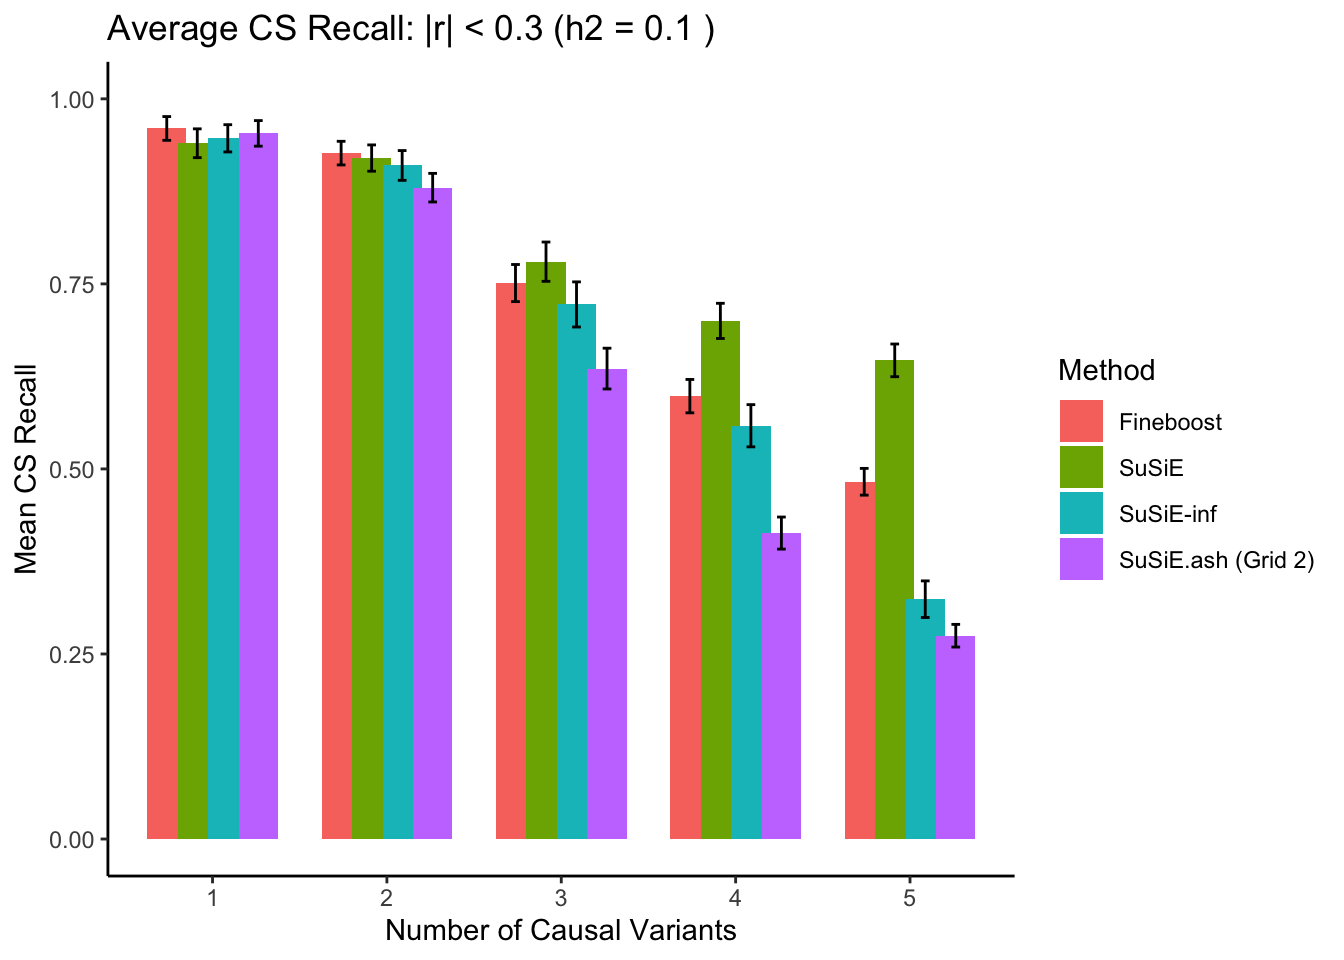 Average CS Recall: |r| < 0.3 (h2 = 0.1 )
Mean CS Recall
1.00
0.75
0.50
0.25
0.00
1 2 3 4 5
Number of Causal Variants
Method
Fineboost
SuSiE
SuSiE-inf
SuSiE.ash (Grid 2)